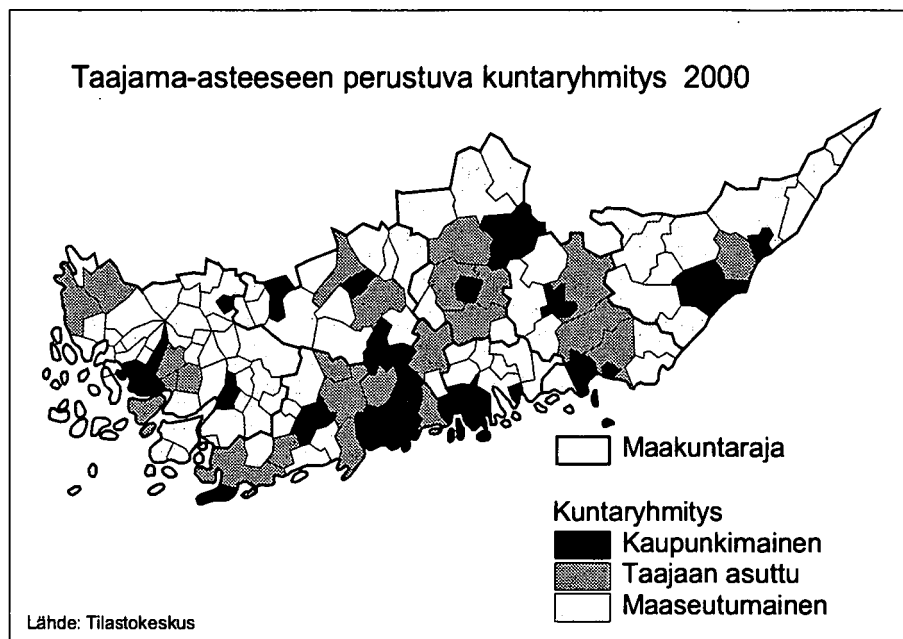 Taajama-asteeseen perustuva kuntaryhmitys 2000
Maakuntaraja
Kuntaryhmitys
Kaupunkimainen
Taajaan asuttu
Maaseutumainen
Lähde: Tilastokeskus